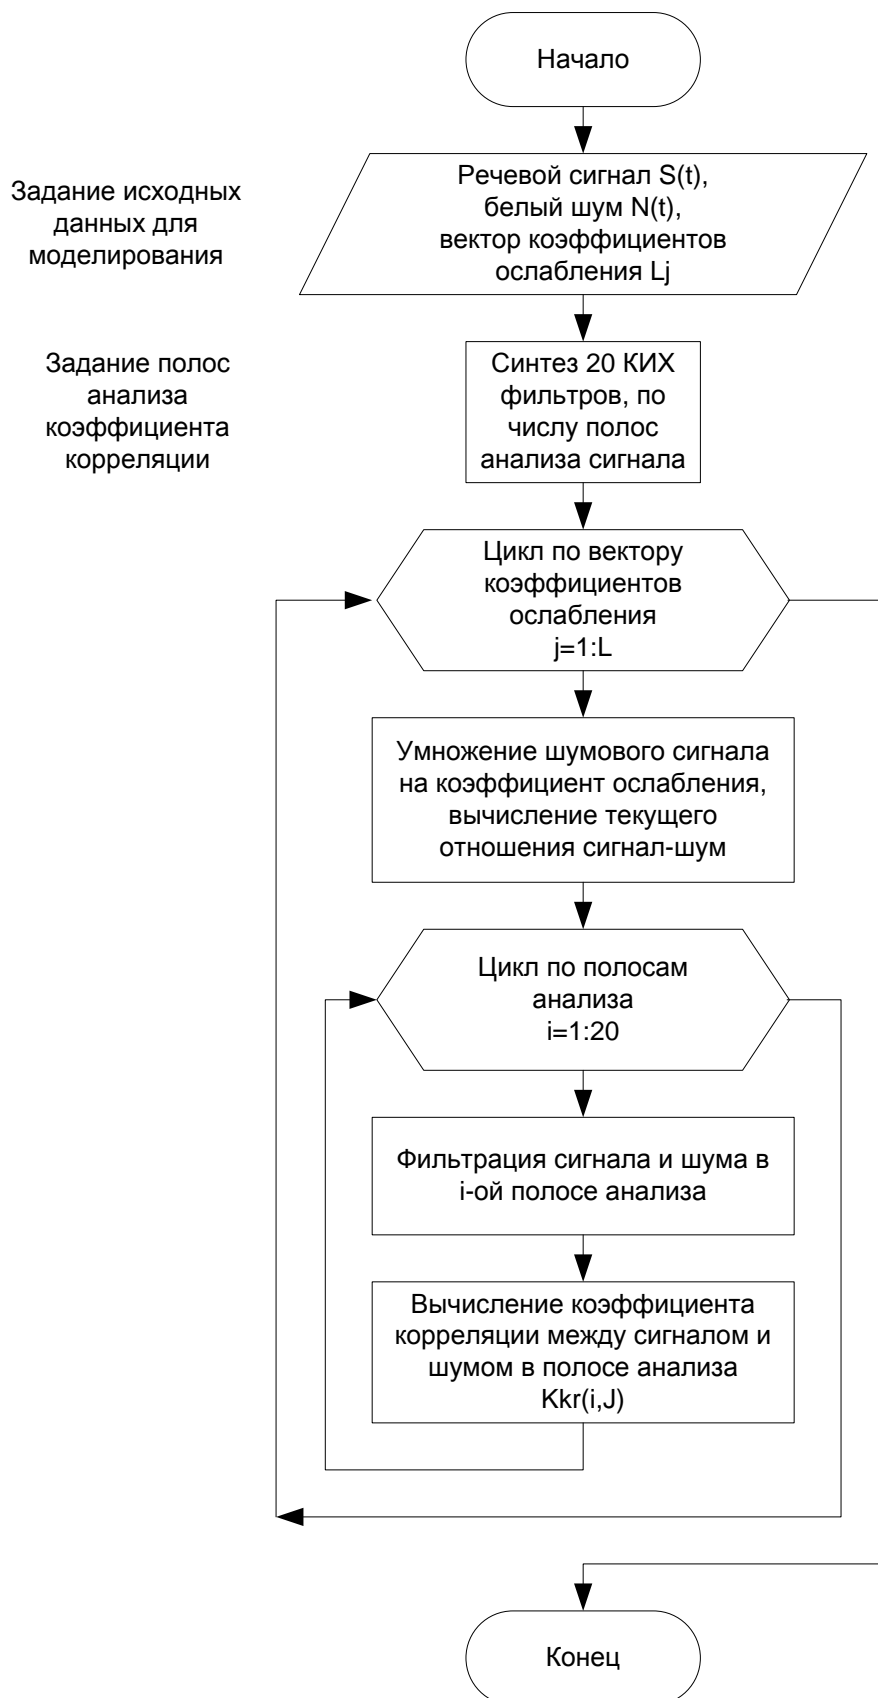 Начало
Задание исходных
данных для
моделирования
Речевой сигнал S(t),
белый шум N(t),
вектор коэффициентов
ослабления Lj
Задание полос
анализа
коэффициента
корреляции
Синтез 20 КИХ
фильтров, по
числу полос
анализа сигнала
Цикл по вектору
коэффициентов
ослабления
j=1:L
Умножение шумового сигнала
на коэффициент ослабления,
вычисление текущего
отношения сигнал-шум
Цикл по полосам
анализа
i=1:20
Фильтрация сигнала и шума в
i-ой полосе анализа
Вычисление коэффициента
корреляции между сигналом и
шумом в полосе анализа
Kkr(i,J)
Конец